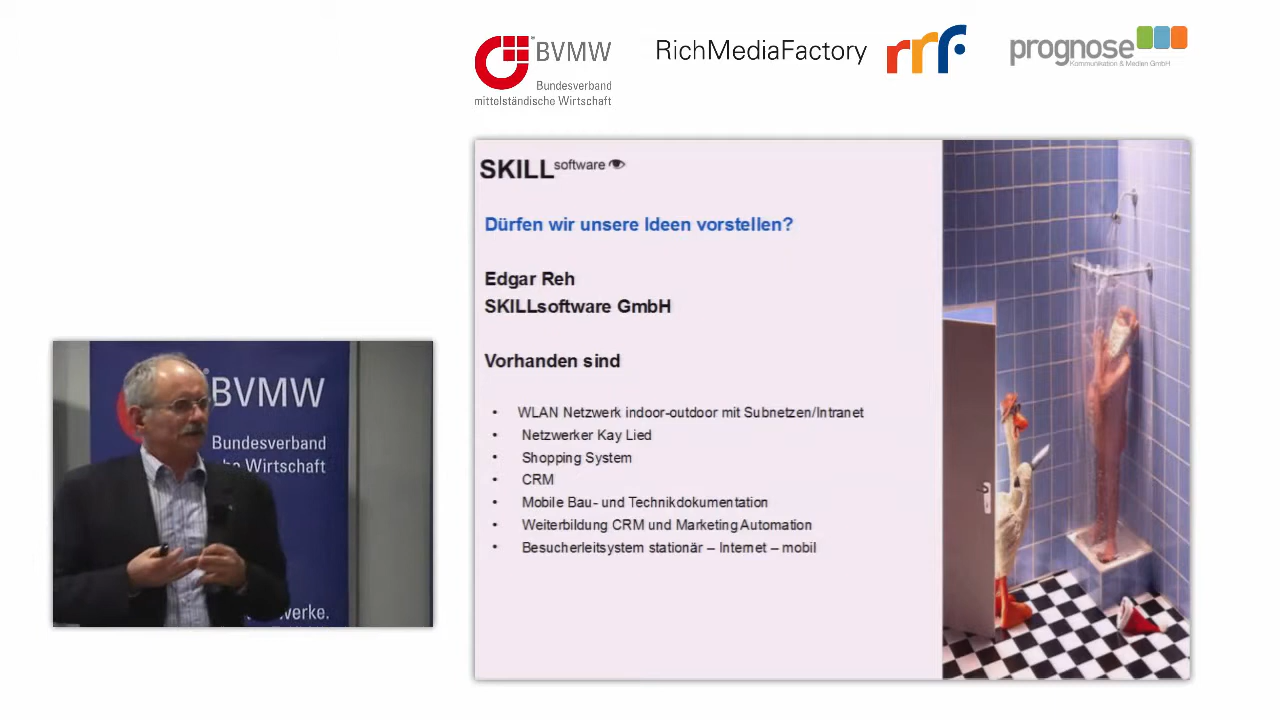 BVMW
Bundesverband
mittelständische Wirtschaft
RichMediaFactory
rrf
prognose
Kommunikation & Medien GmbH
SKILL software
Dürfen wir unsere Ideen vorstellen?
Edgar Reh
SKILLsoftware GmbH
Vorhanden sind
• WLAN Netzwerk indoor-outdoor mit Subnetzen/Intranet
• Netzwerker Kay Lied
• Shopping System
• CRM
• Mobile Bau- und Technikdokumentation
• Weiterbildung CRM und Marketing Automation
• Besucherleitsystem stationär – Internet – mobil
BVMW
Bundesverband
che Wirtschaft
werke.